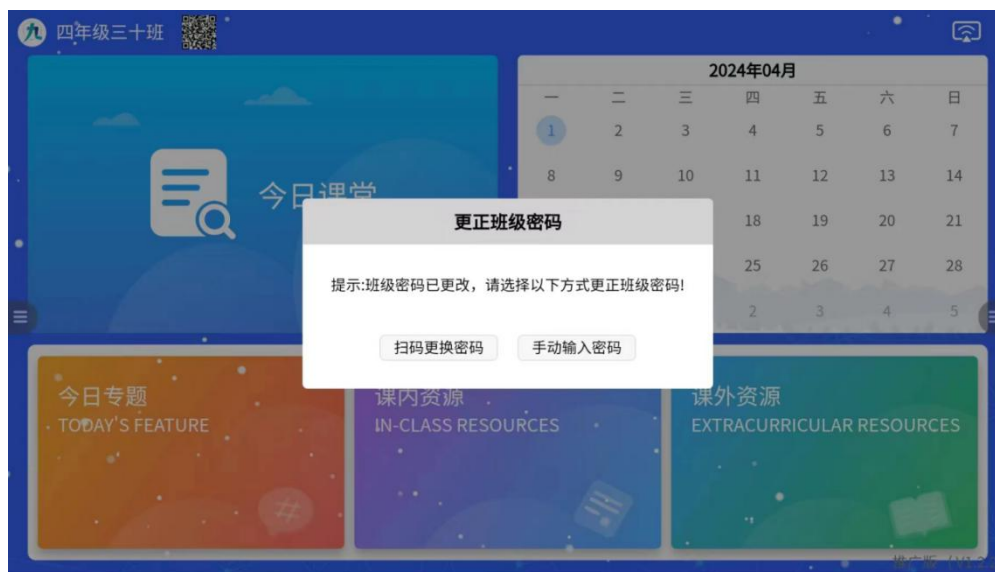 九 四年级三十班
2024年04月
一 二 三 四 五 六 日
1 2 3 4 5 6 7
8 9 10 11 12 13 14
今日课堂
18 19 20 21
更正班级密码
25 26 27 28
提示:班级密码已更改，请选择以下方式更正班级密码!
2 3 4 5
扫码更换密码 手动输入密码
今日专题
TODAY'S FEATURE
课内资源
IN-CLASS RESOURCES
课外资源
EXTRACURRICULAR RESOURCES
推广版